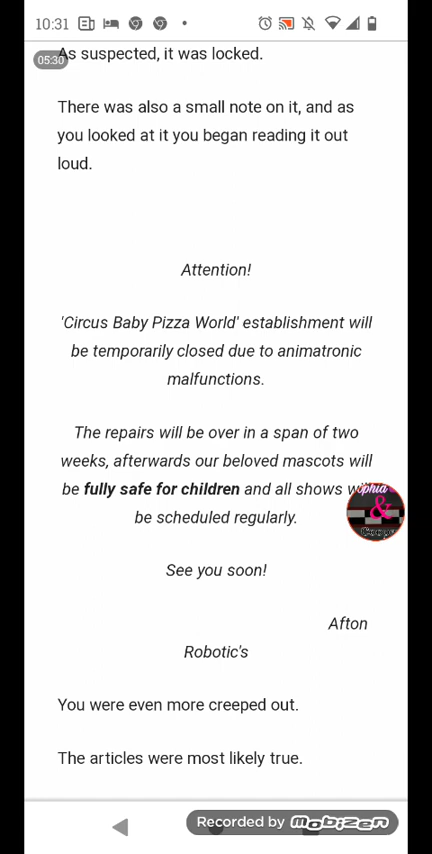 10:31
05:30
As suspected, it was locked.
There was also a small note on it, and as
you looked at it you began reading it out
loud.
Attention!
'Circus Baby Pizza World' establishment will
be temporarily closed due to animatronic
malfunctions.
The repairs will be over in a span of two
weeks, afterwards our beloved mascots will
be fully safe for children and all shows will
be scheduled regularly.
See you soon!
Afton
Robotic's
You were even more creeped out.
The articles were most likely true.
Recorded by mobizen